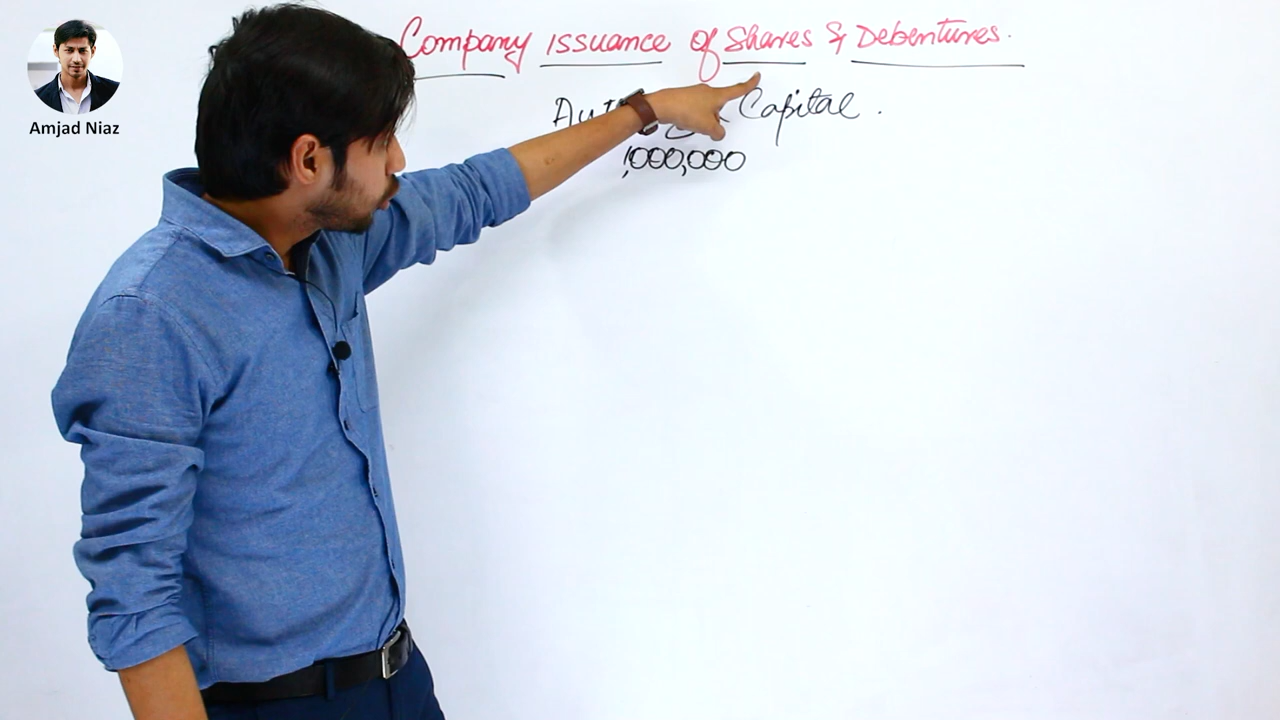 Company issuance of Shares & Debentures.
Capital.
1,000,000
Amjad Niaz